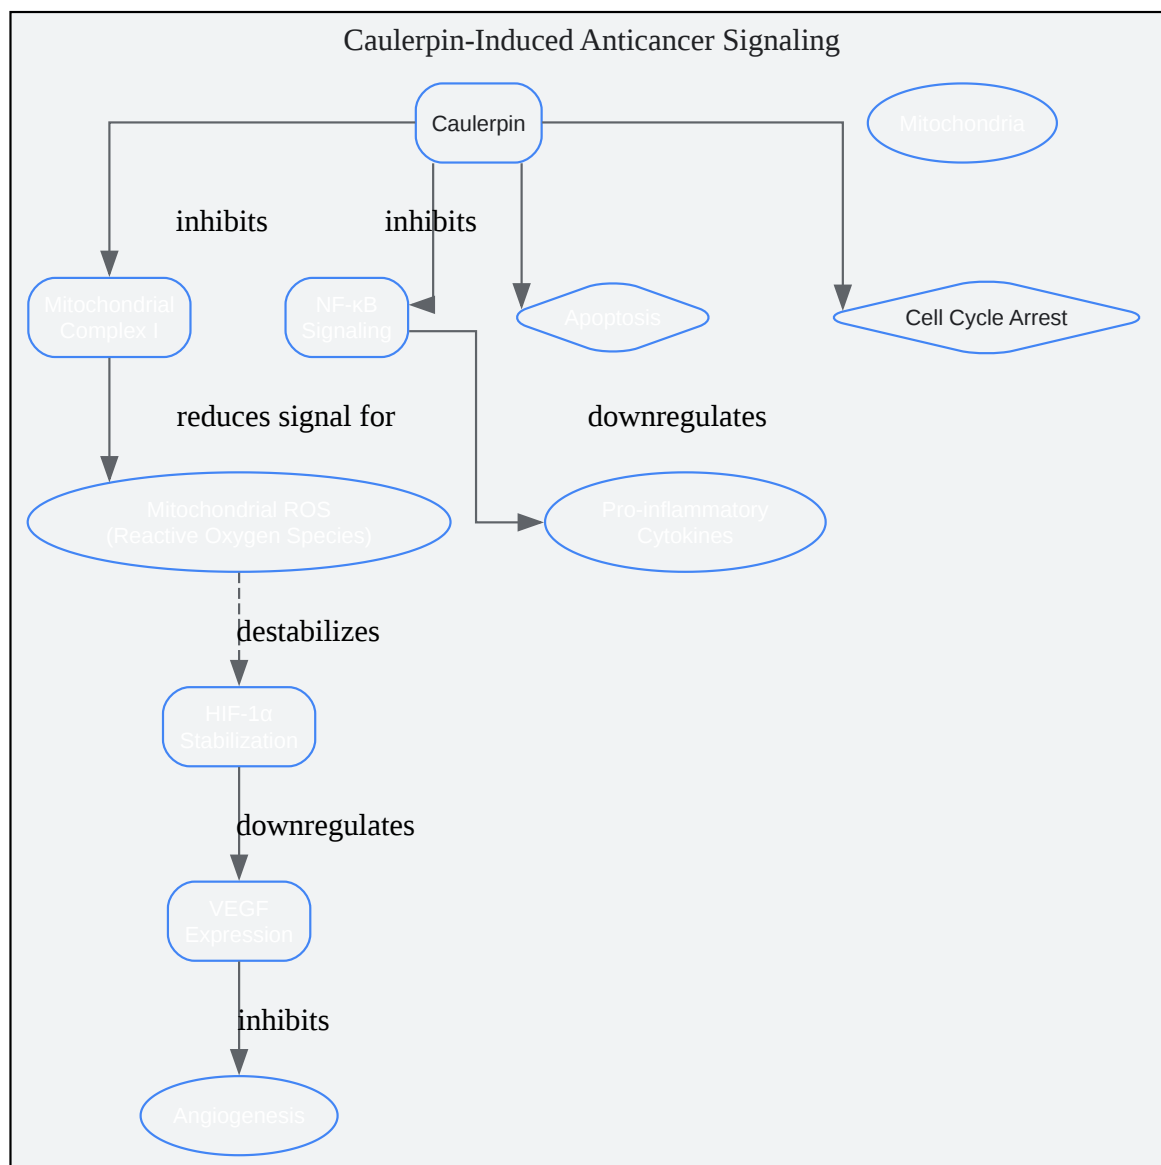 Caulerpin-Induced Anticancer Signaling
Caulerpin
Mitochondria
inhibits
inhibits
Mitochondrial
Complex I
NF-κB
Signaling
Apoptosis
Cell Cycle Arrest
reduces signal for
downregulates
Mitochondrial ROS
(Reactive Oxygen Species)
Pro-inflammatory
Cytokines
destabilizes
HIF-1α
Stabilization
downregulates
VEGF
Expression
inhibits
Angiogenesis